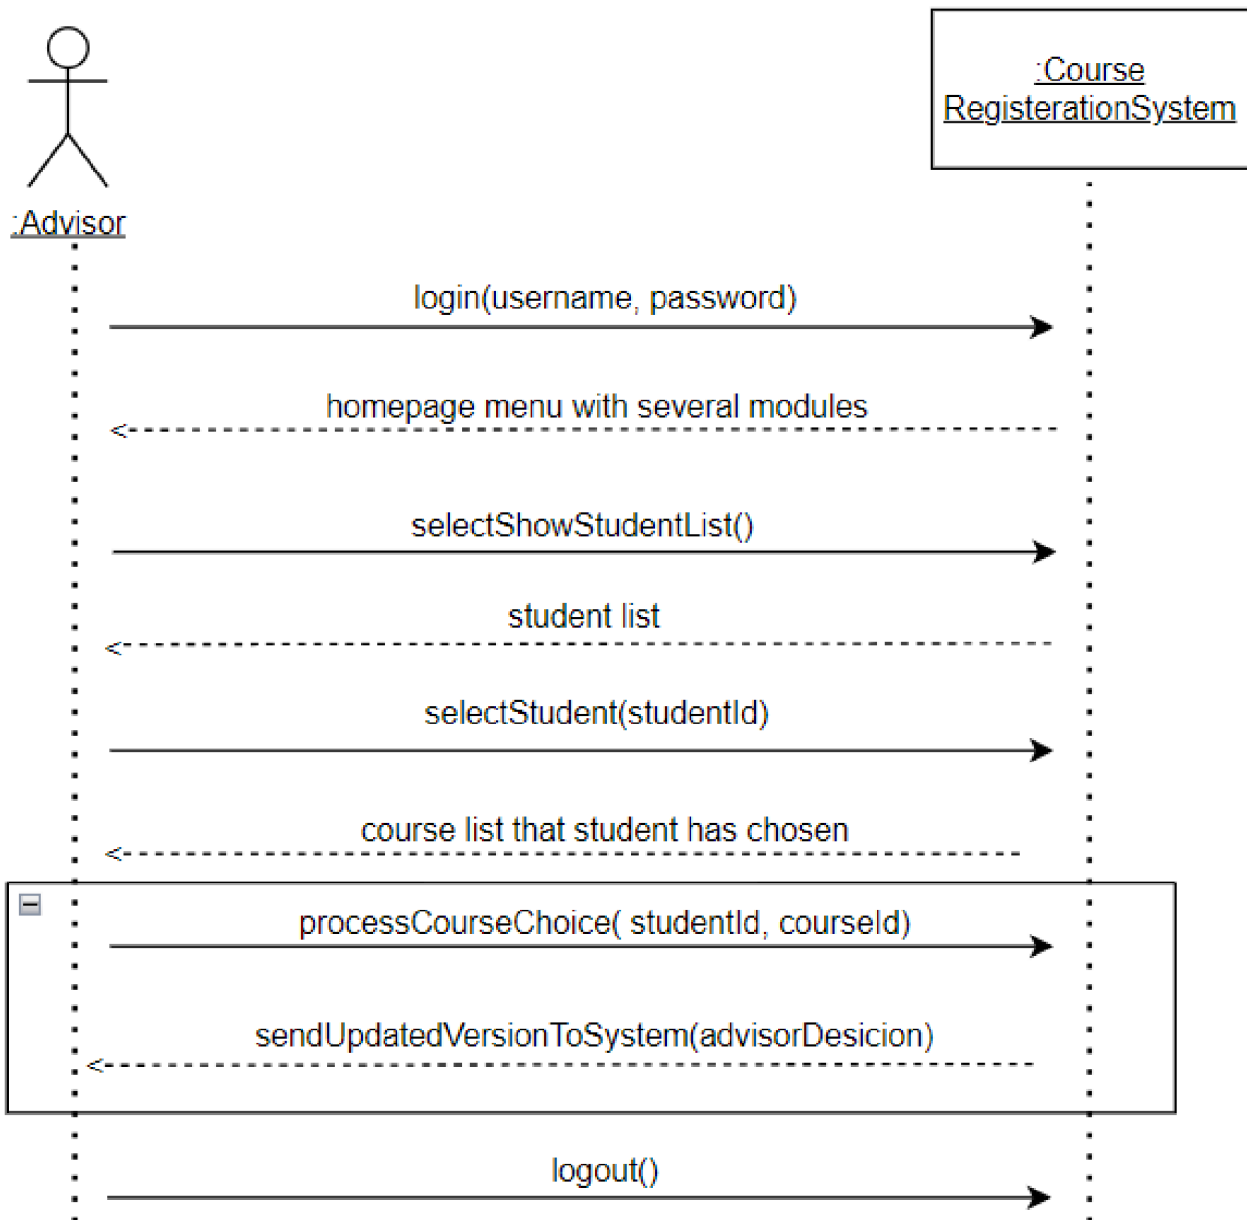 :Course
RegisterationSystem
:Advisor
login(username, password)
homepage menu with several modules
selectShowStudentList()
student list
selectStudent(studentId)
course list that student has chosen
processCourseChoice( studentId, courseId)
sendUpdatedVersionToSystem(advisorDesicion)
logout()